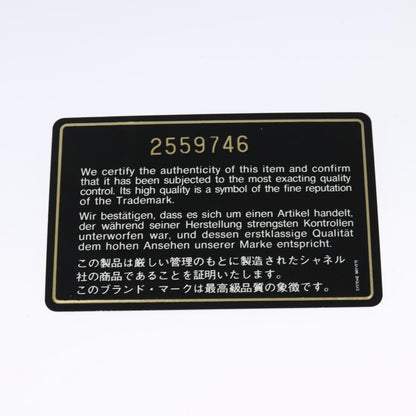 2559746
We certify the authenticity of this item and confirm
that it has been subjected to the most exacting quality
control. Its high quality is a symbol of the fine reputation
of the Trademark.
Wir bestätigen, dass es sich um einen Artikel handelt,
der während seiner Herstellung strengsten Kontrollen
unterworfen war, und dessen erstklassige Qualität
dem hohen Ansehen unserer Marke entspricht.
この製品は厳しい管理のもとに製造されたシャネル
社の商品であることを証明いたします。
このブランド・マークは最高級品質の象徴です。